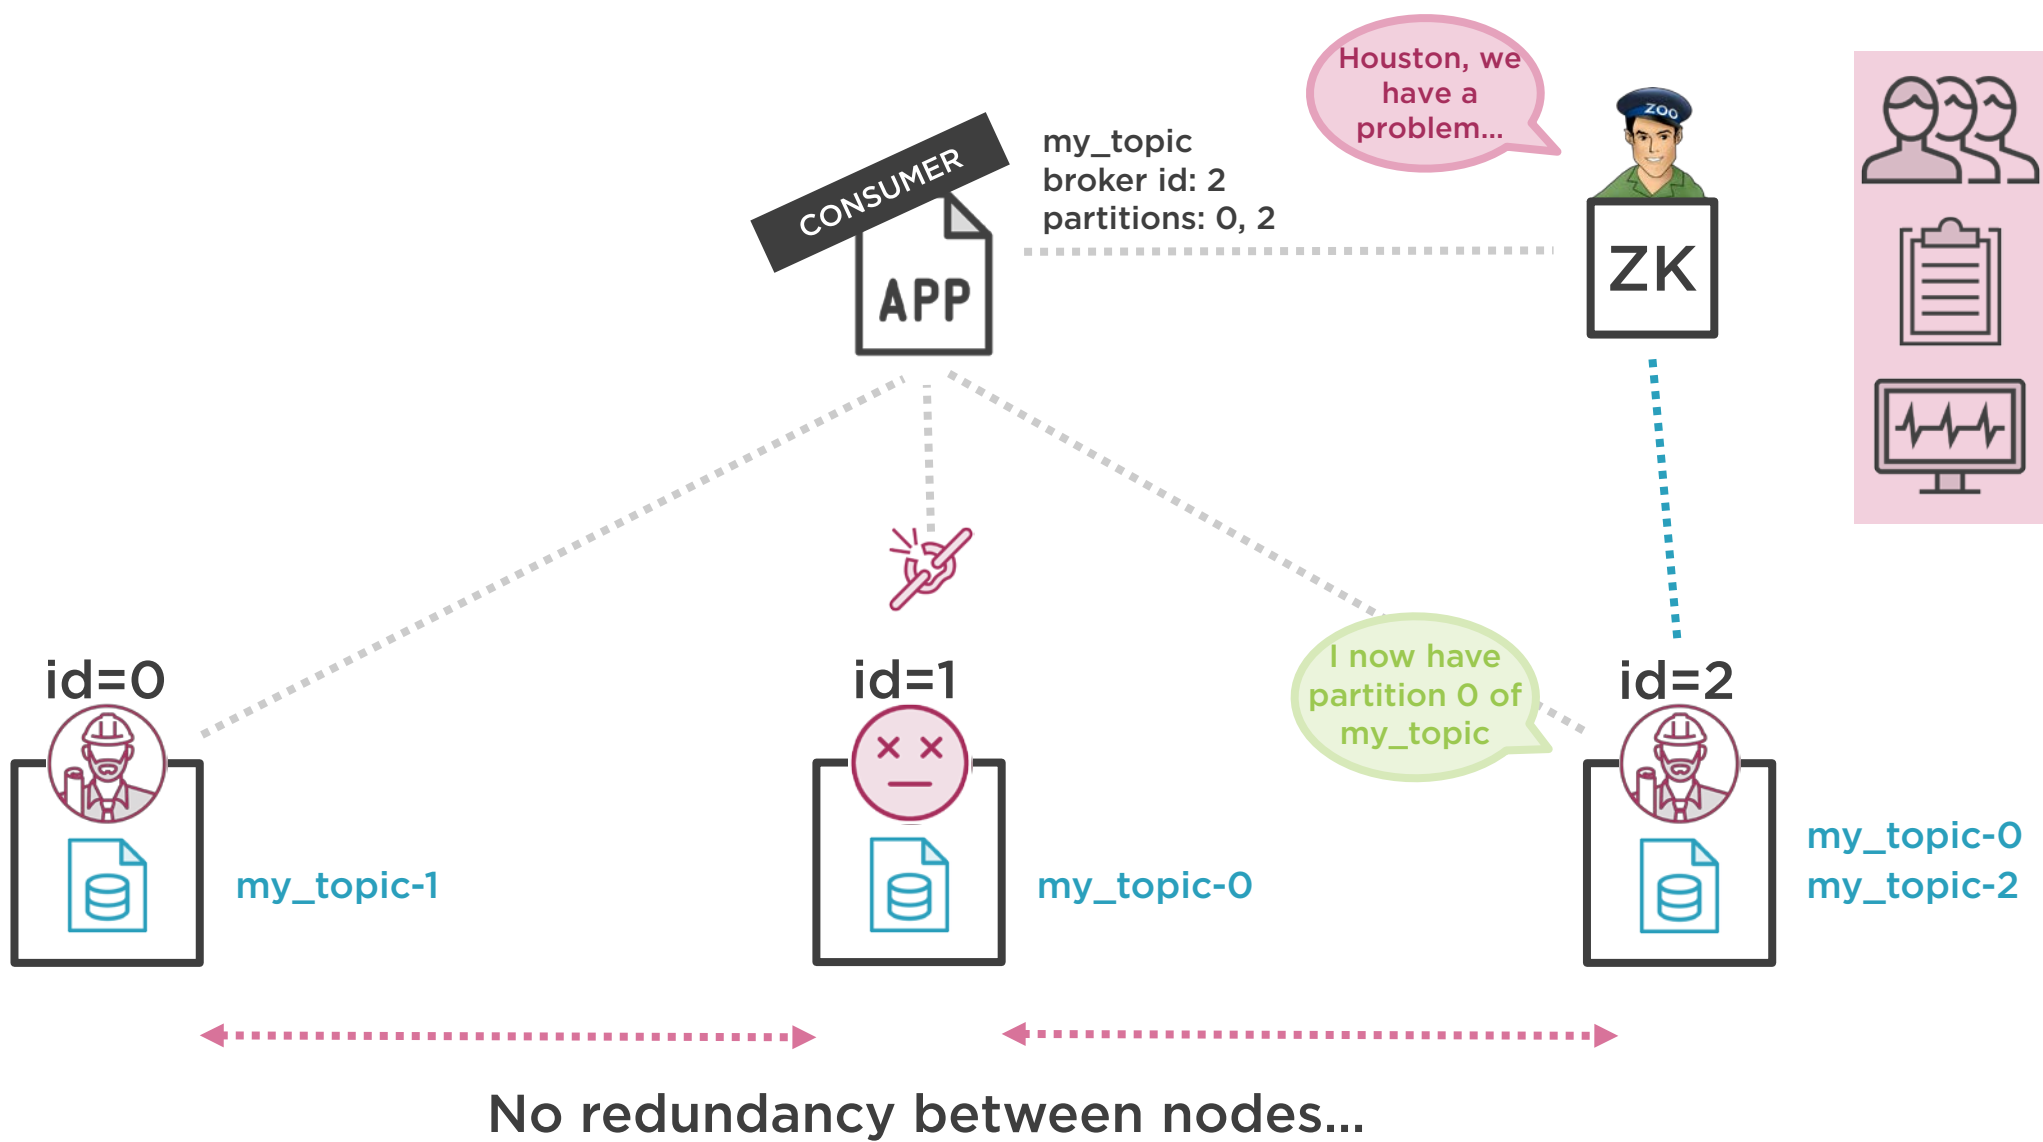 Houston, we
have a
problem...
ZOO
CONSUMER
my_topic
broker id: 2
partitions: 0, 2
APP
ZK
id=0
id=1
id=2
I now have
partition 0 of
my_topic
my_topic-1
my_topic-0
my_topic-0
my_topic-2
No redundancy between nodes...